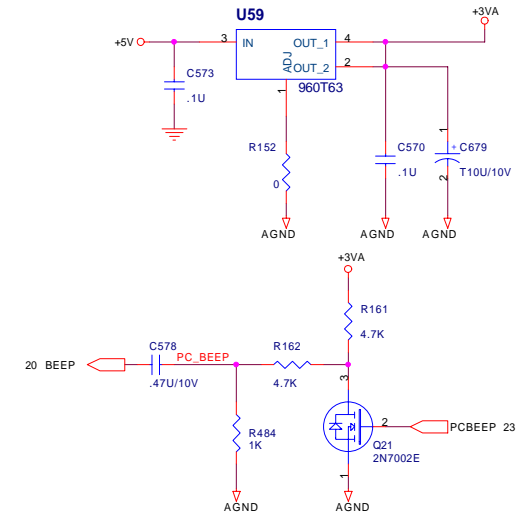 U59
+3VA
+5V
3
IN
OUT_1
4
OUT_2
2
ADJ
1
960T63
C573
.1U
R152
0
C570
.1U
1
+
C679
T10U/10V
2
AGND
AGND
AGND
+3VA
R161
4.7K
C578
PC_BEEP
R162
20 BEEP
.47U/10V
4.7K
3
2
PCBEEP 23
R484
1K
Q21
2N7002E
1
AGND
AGND